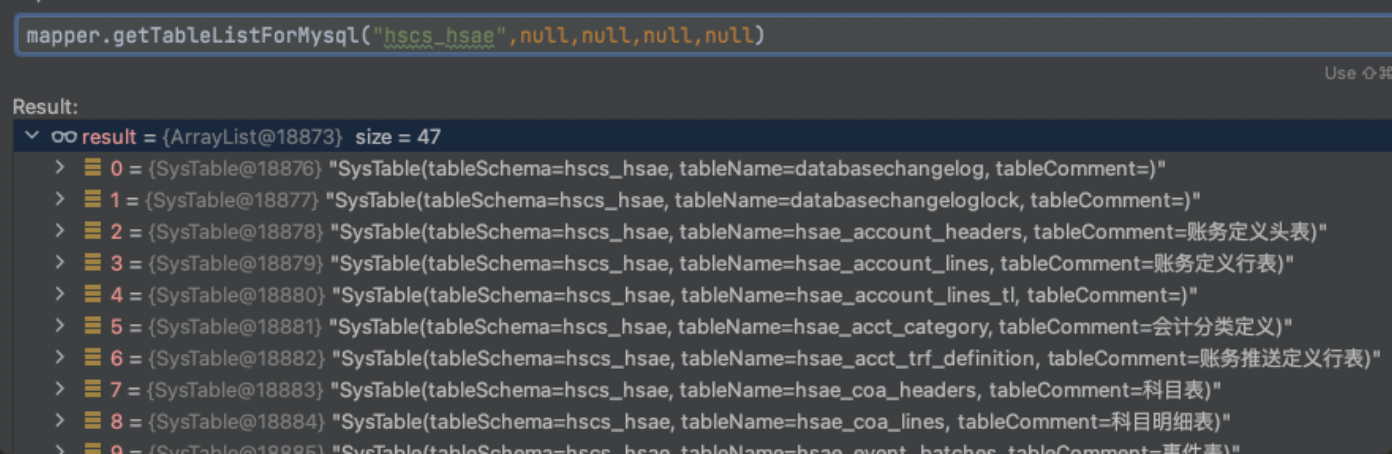 mapper.getTableListForMysql("hscs_hsae",null,null,null,null)
Use ⇧⌘
Result:
result = {ArrayList@18873} size = 47
0 = {SysTable@18876} "SysTable(tableSchema=hscs_hsae, tableName=databasechangelog, tableComment=)"
1 = {SysTable@18877} "SysTable(tableSchema=hscs_hsae, tableName=databasechangeloglock, tableComment=)"
2 = {SysTable@18878} "SysTable(tableSchema=hscs_hsae, tableName=hsae_account_headers, tableComment=账务定义头表)"
3 = {SysTable@18879} "SysTable(tableSchema=hscs_hsae, tableName=hsae_account_lines, tableComment=账务定义行表)"
4 = {SysTable@18880} "SysTable(tableSchema=hscs_hsae, tableName=hsae_account_lines_tl, tableComment=)"
5 = {SysTable@18881} "SysTable(tableSchema=hscs_hsae, tableName=hsae_acct_category, tableComment=会计分类定义)"
6 = {SysTable@18882} "SysTable(tableSchema=hscs_hsae, tableName=hsae_acct_trf_definition, tableComment=账务推送定义行表)"
7 = {SysTable@18883} "SysTable(tableSchema=hscs_hsae, tableName=hsae_coa_headers, tableComment=科目表)"
8 = {SysTable@18884} "SysTable(tableSchema=hscs_hsae, tableName=hsae_coa_lines, tableComment=科目明细表)"
9 = {SysTable@18885} "SysTable(tableSchema=hscs_hsae, tableName=hsae_event_batches, tableComment=事件表)"